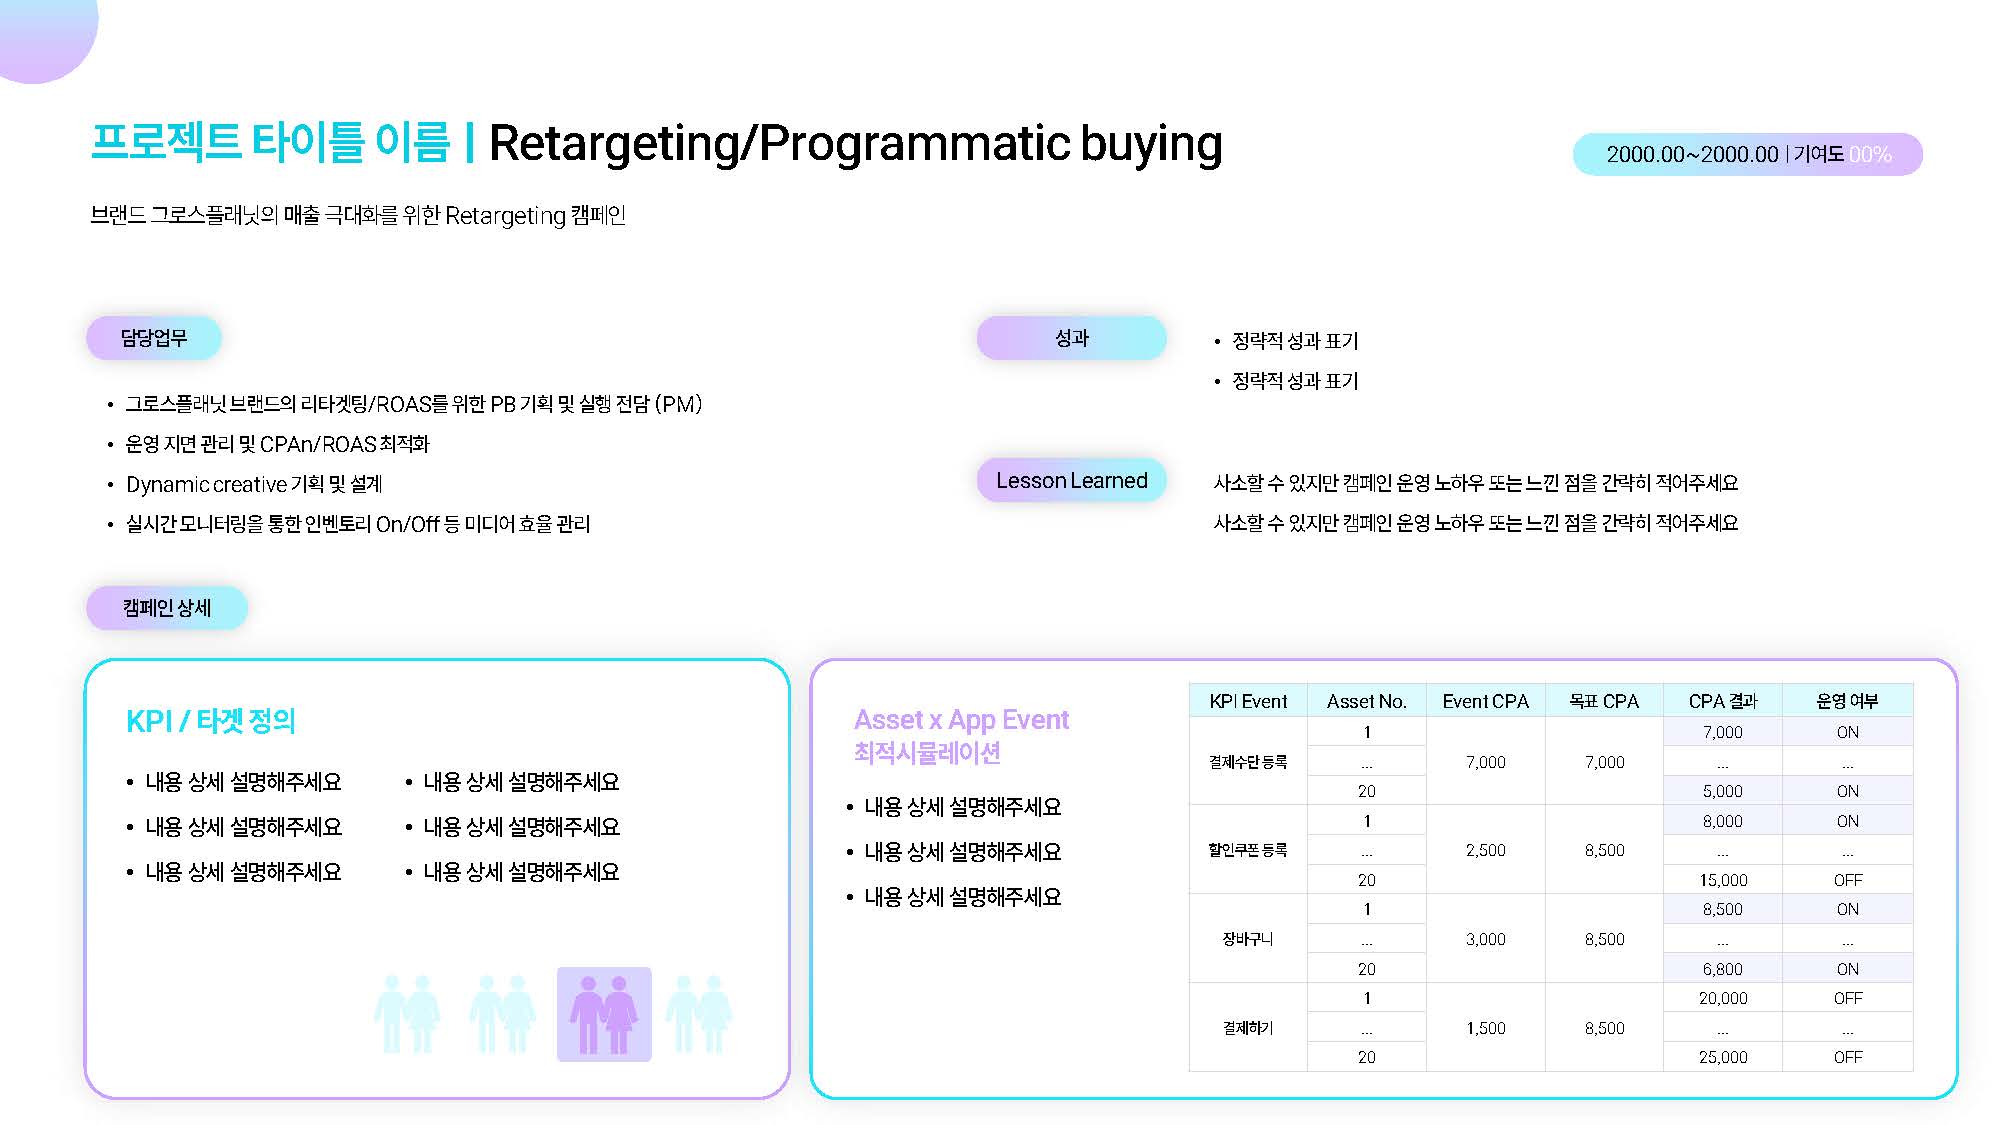 프로젝트 타이틀 이름 | Retargeting/Programmatic buying
2000.00~2000.00 | 기여도 00%
브랜드 그로스플래닛의 매출 극대화를 위한 Retargeting 캠페인
담당업무
• 그로스플래닛 브랜드의 리타겟팅/ROAS를 위한 PB 기획 및 실행 전담 (PM)
• 운영 지면 관리 및 CPAn/ROAS 최적화
• Dynamic creative 기획 및 설계
• 실시간 모니터링을 통한 인벤토리 On/Off 등 미디어 효율 관리
성과
• 정략적 성과 표기
• 정략적 성과 표기
Lesson Learned
사소할 수 있지만 캠페인 운영 노하우 또는 느낀 점을 간략히 적어주세요
사소할 수 있지만 캠페인 운영 노하우 또는 느낀 점을 간략히 적어주세요
캠페인 상세
KPI / 타겟 정의
• 내용 상세 설명해주세요
• 내용 상세 설명해주세요
• 내용 상세 설명해주세요
• 내용 상세 설명해주세요
• 내용 상세 설명해주세요
• 내용 상세 설명해주세요
Asset x App Event
최적시뮬레이션
• 내용 상세 설명해주세요
• 내용 상세 설명해주세요
• 내용 상세 설명해주세요
KPI Event Asset No. Event CPA 목표 CPA CPA 결과 운영 여부
1 7,000 ON
결제수단 등록 ... 7,000 7,000 ... ...
20 5,000 ON
1 8,000 ON
할인쿠폰 등록 ... 2,500 8,500 ... ...
20 15,000 OFF
1 8,500 ON
장바구니 ... 3,000 8,500 ... ...
20 6,800 ON
1 20,000 OFF
결제하기 ... 1,500 8,500 ... ...
20 25,000 OFF